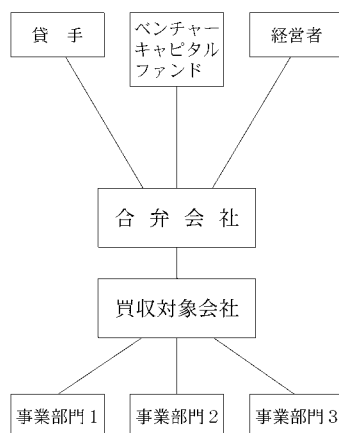 貸 手
ベンチャー
キャピタル
ファンド
経営者
合 弁 会 社
買収対象会社
事業部門 1
事業部門 2
事業部門 3